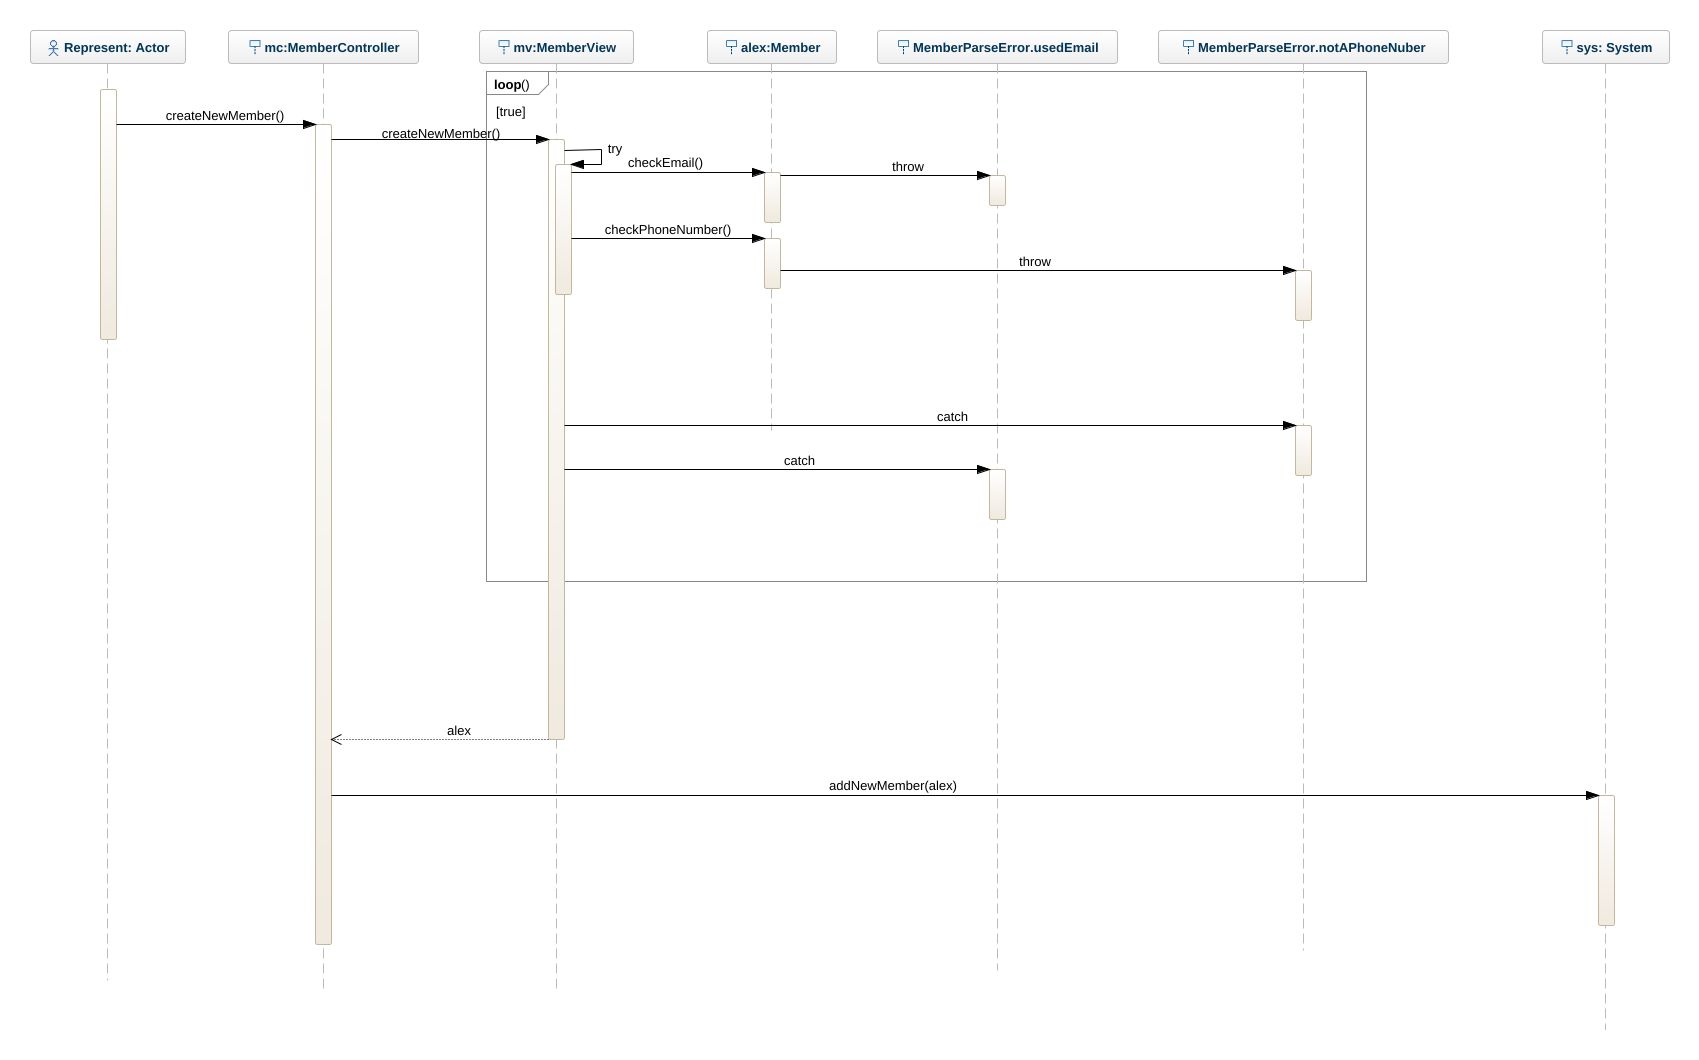 Represent: Actor
mc:MemberController
mv:MemberView
alex:Member
MemberParseError.usedEmail
MemberParseError.notAPhoneNuber
sys: System
loop()
[true]
createNewMember()
createNewMember()
try
checkEmail()
throw
checkPhoneNumber()
throw
catch
catch
alex
addNewMember(alex)